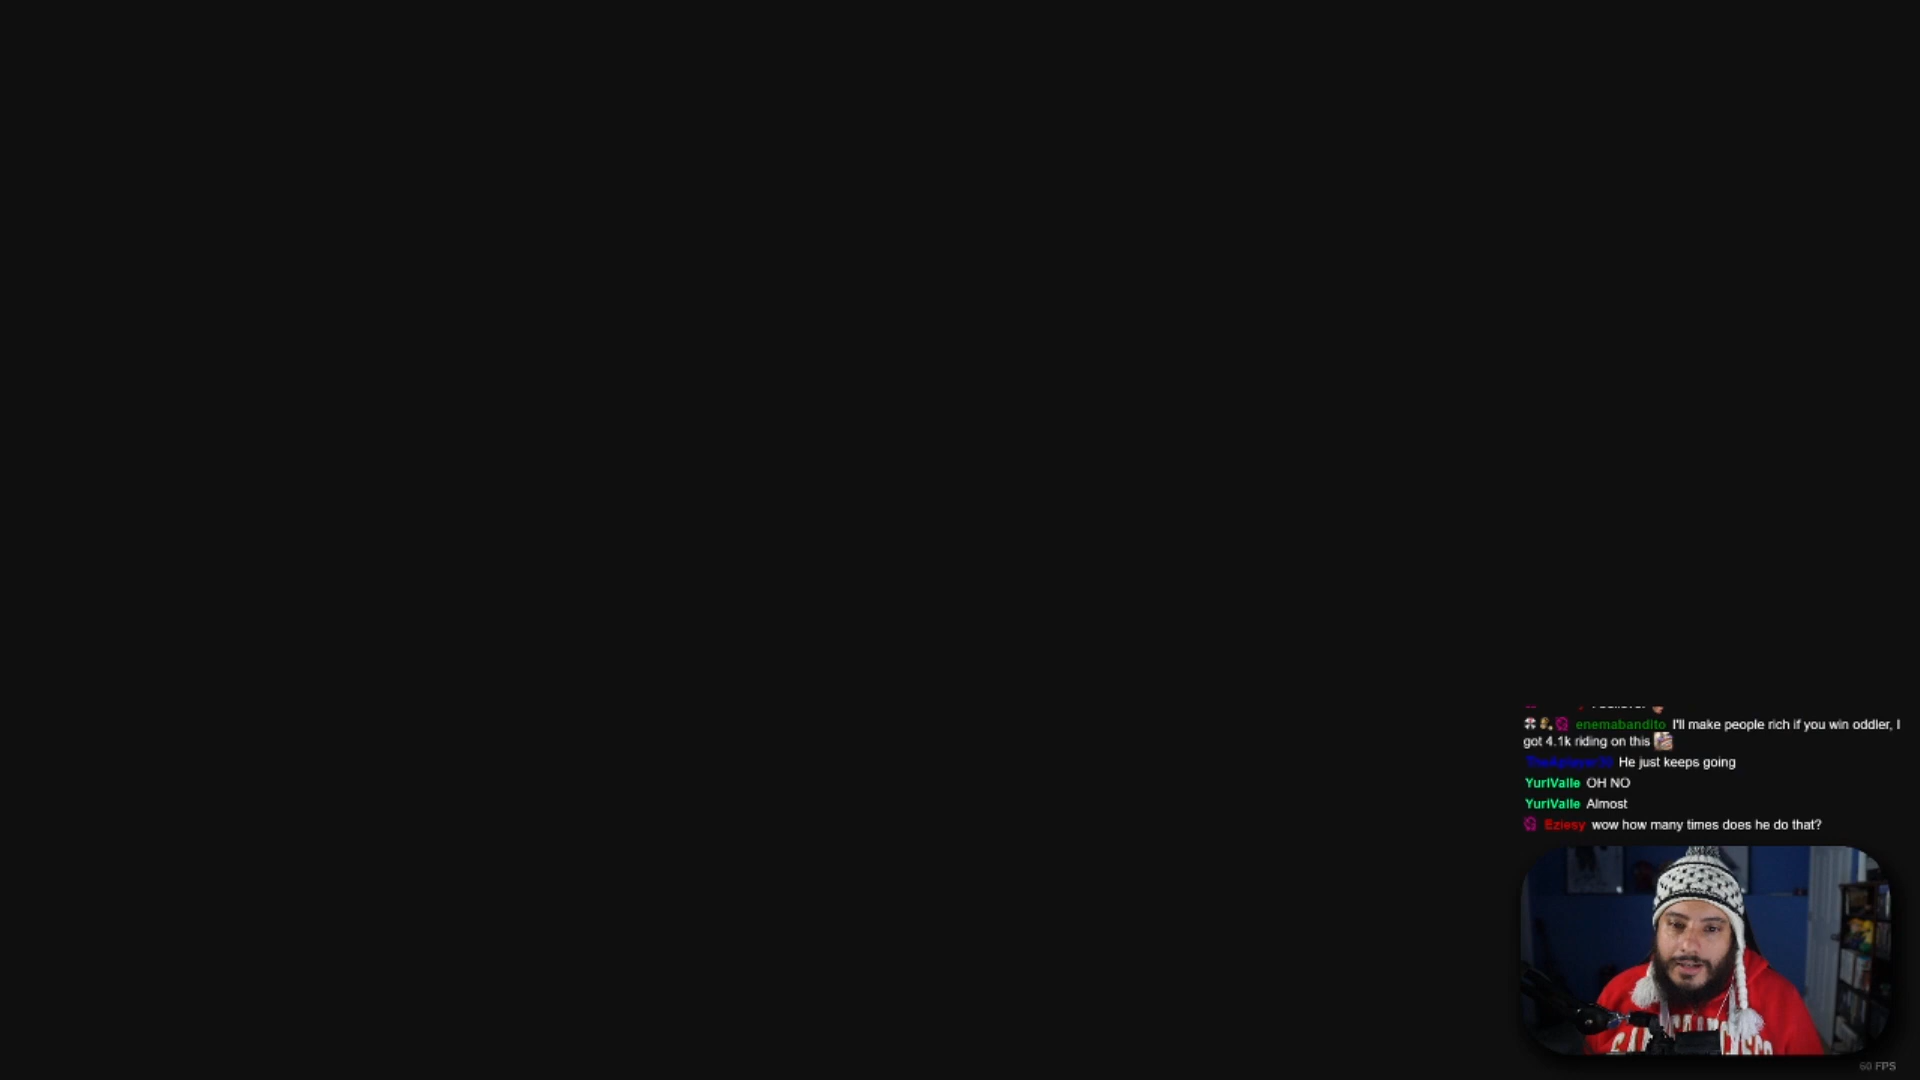 enemabandito I'll make people rich if you win oddler, I
got 4.1k riding on this
He just keeps going
YuriValle OH NO
YuriValle Almost
Eziesy wow how many times does he do that?
60 FPS